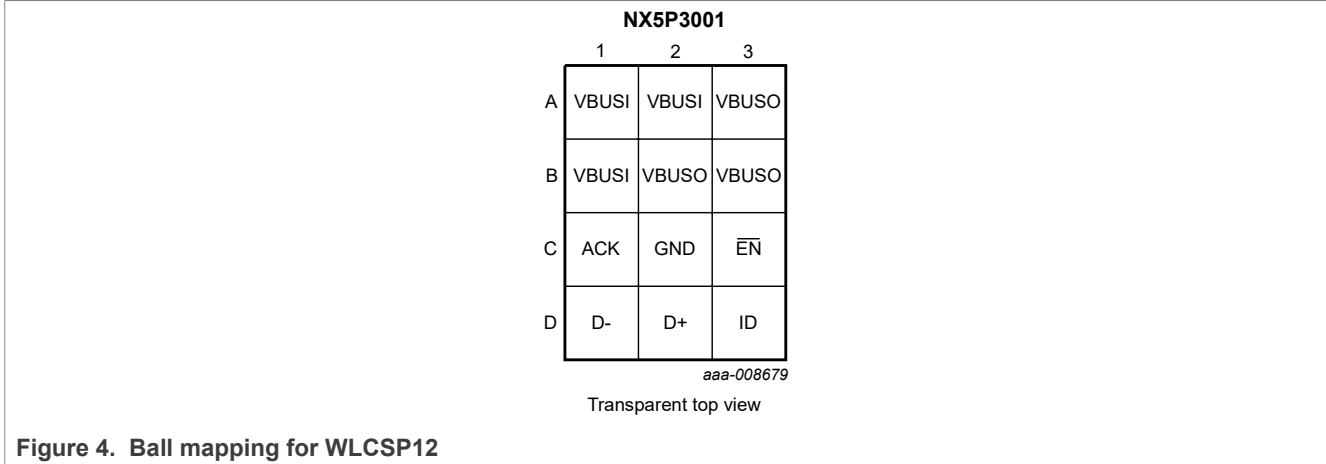 NX5P3001
1 2 3
A VBUSI VBUSI VBUSO
B VBUSI VBUSO VBUSO
C ACK GND E̅N̅
D D- D+ ID
aaa-008679
Transparent top view
Figure 4. Ball mapping for WLCSP12